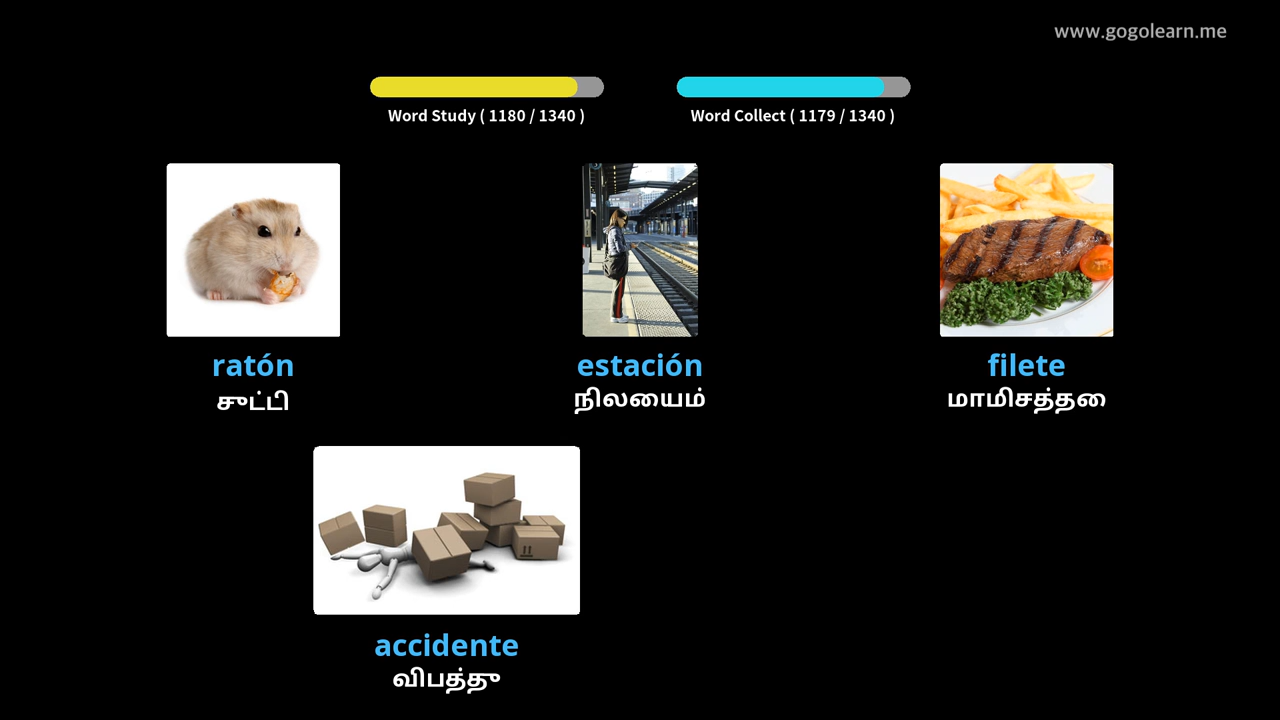 www.gogolearn.me
Word Study ( 1180 / 1340 )
Word Collect ( 1179 / 1340 )
ratón
சுட்டி
estación
நிலையம்
filete
மாமிசத்தை
accidente
விபத்து